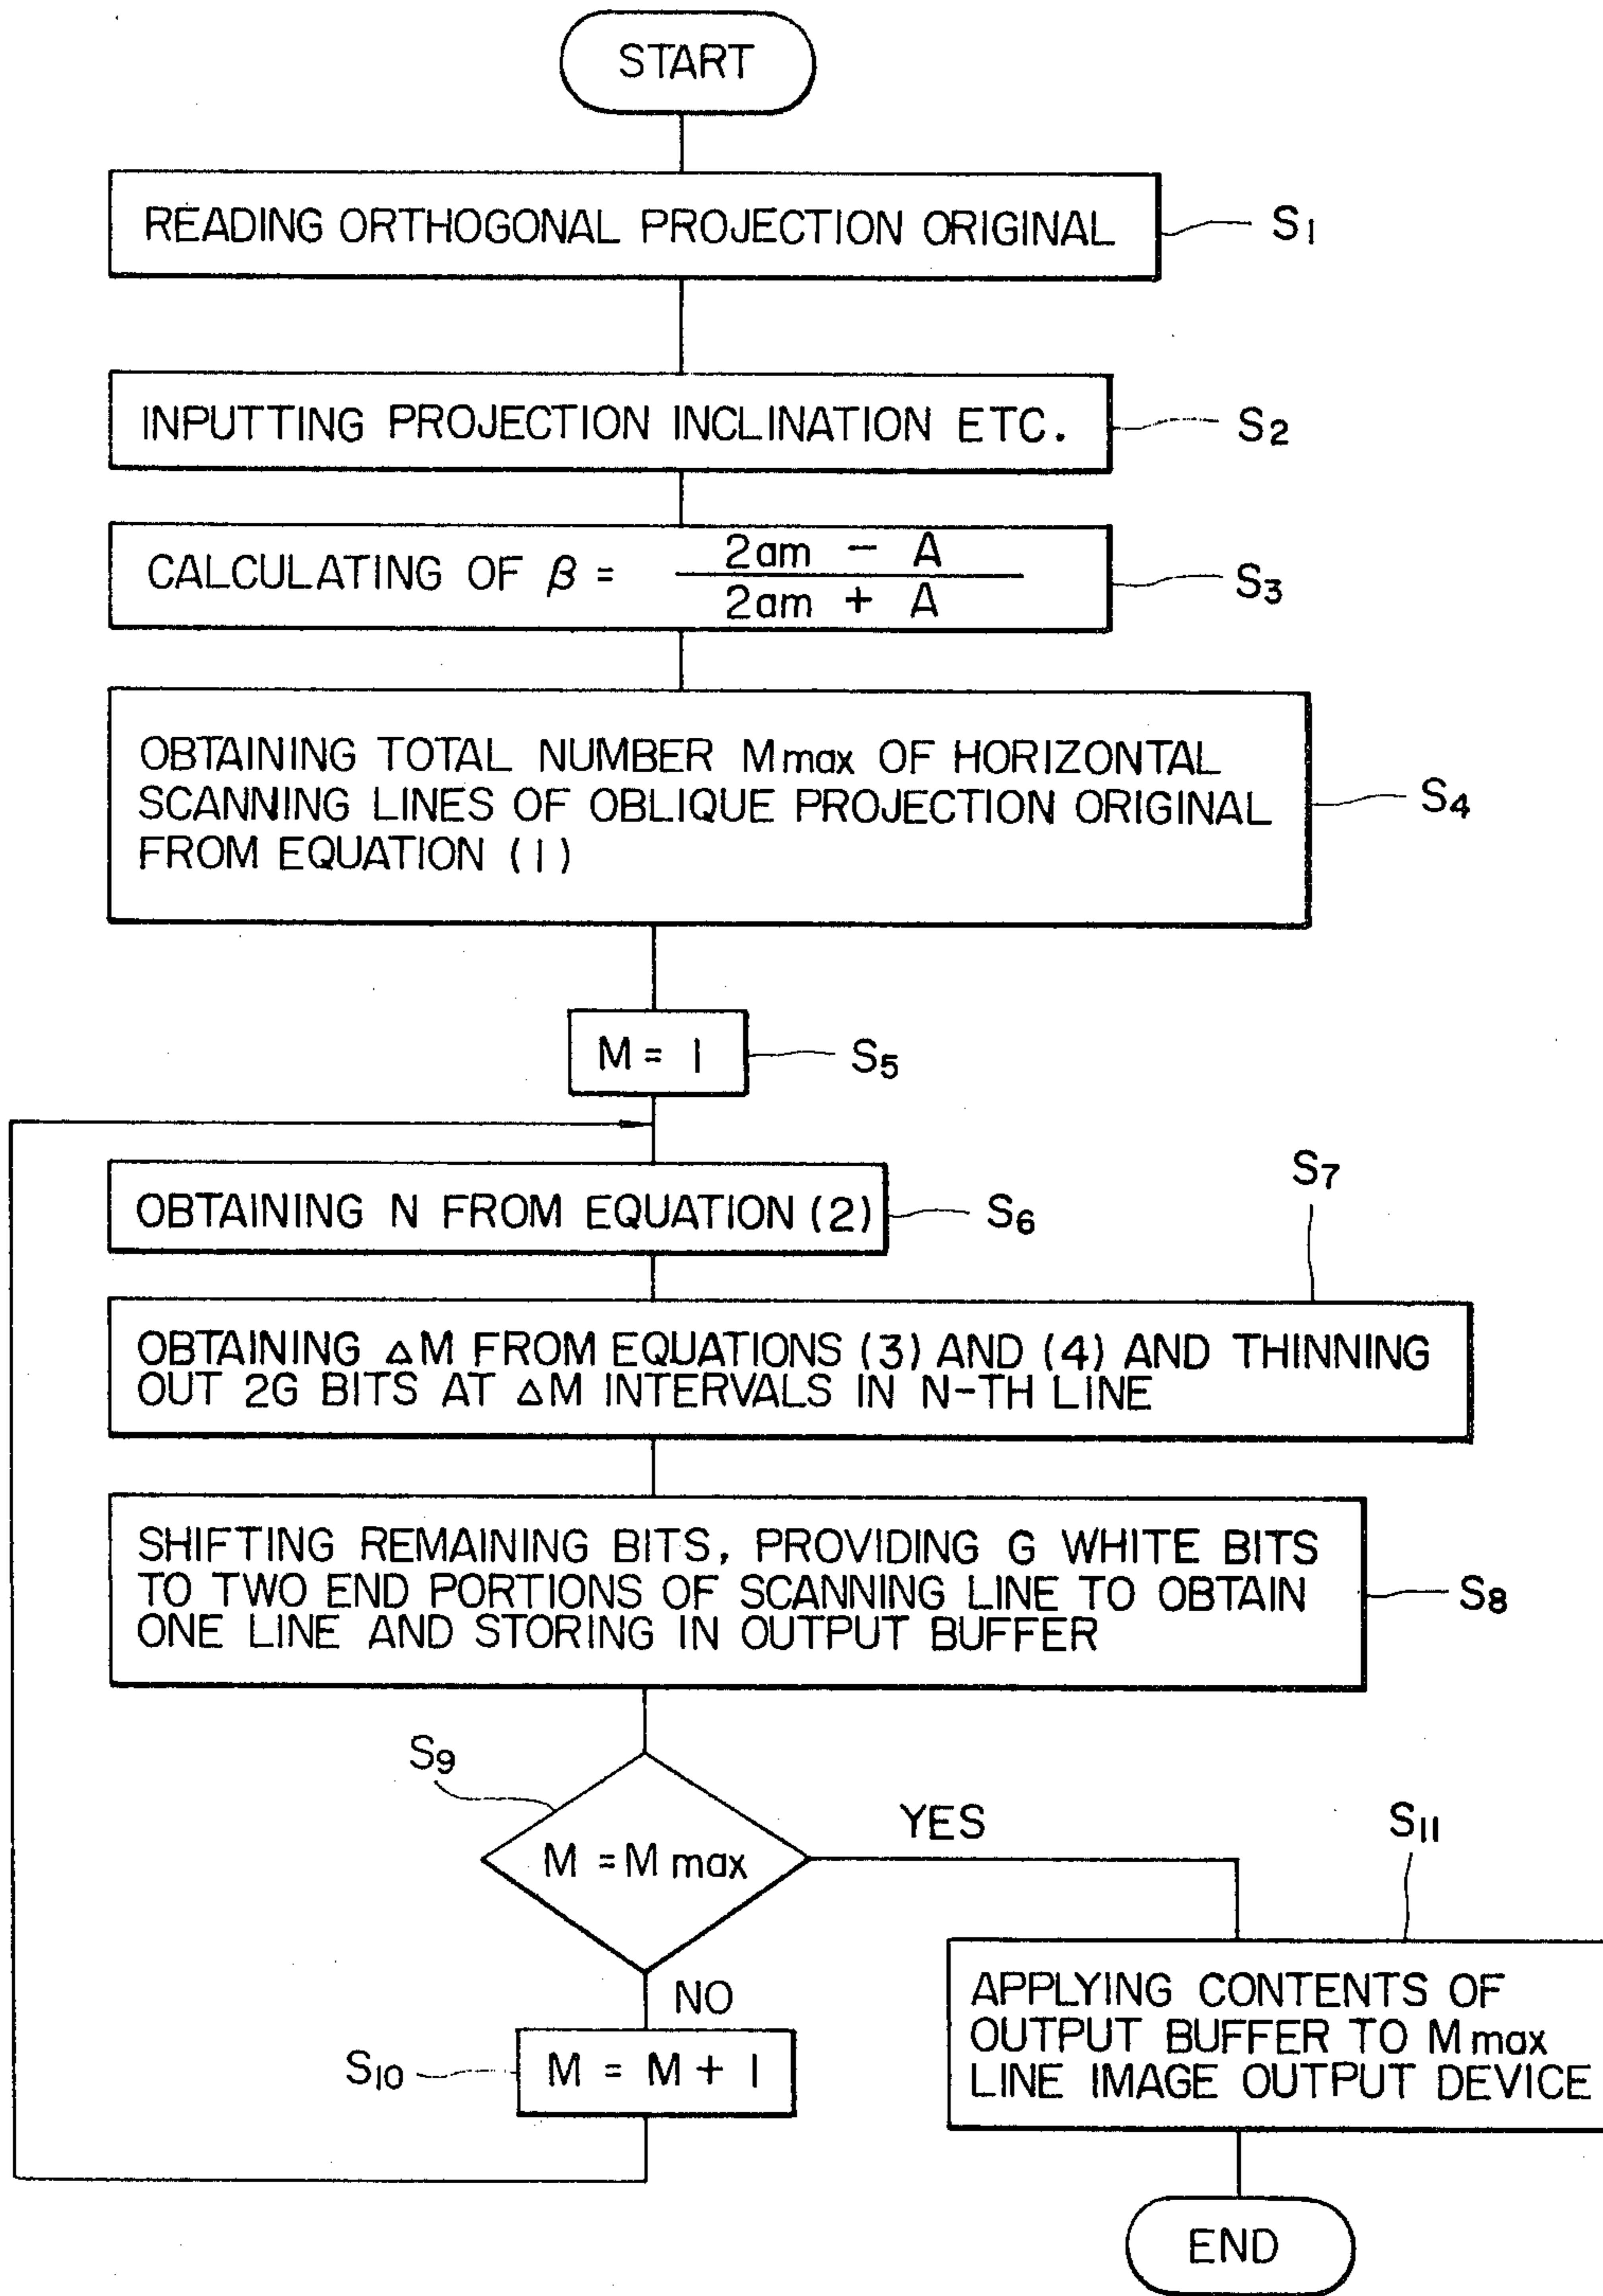 START
READING ORTHOGONAL PROJECTION ORIGINAL
S1
INPUTTING PROJECTION INCLINATION ETC.
S2
CALCULATING OF β = 2am - A / 2am + A
S3
OBTAINING TOTAL NUMBER Mmax OF HORIZONTAL
SCANNING LINES OF OBLIQUE PROJECTION ORIGINAL
FROM EQUATION (1)
S4
M = 1
S5
OBTAINING N FROM EQUATION (2)
S6
S7
OBTAINING ΔM FROM EQUATIONS (3) AND (4) AND THINNING
OUT 2G BITS AT ΔM INTERVALS IN N-TH LINE
SHIFTING REMAINING BITS, PROVIDING G WHITE BITS
TO TWO END PORTIONS OF SCANNING LINE TO OBTAIN
ONE LINE AND STORING IN OUTPUT BUFFER
S8
S9
M = M max
YES
NO
S10
M = M + 1
S11
APPLYING CONTENTS OF
OUTPUT BUFFER TO Mmax
LINE IMAGE OUTPUT DEVICE
END